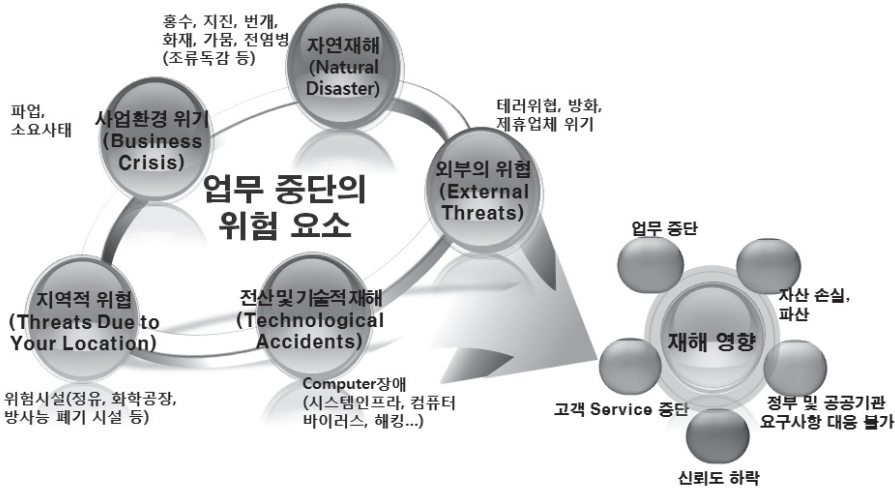 홍수, 지진, 번개,
화재, 가뭄, 전염병
(조류독감 등)
자연재해
(Natural
Disaster)
파업,
소요사태
사업환경 위기
(Business
Crisis)
테러위협, 방화,
제휴업체 위기
외부의 위협
(External
Threats)
업무 중단의
위험 요소
지역적 위협
(Threats Due to
Your Location)
위험시설(정유, 화학공장,
방사능 폐기 시설 등)
전산 및 기술적 재해
(Technological
Accidents)
Computer장애
(시스템인프라, 컴퓨터
바이러스, 해킹...)
업무 중단
자산 손실,
파산
재해 영향
고객 Service 중단
정부 및 공공기관
요구사항 대응 불가
신뢰도 하락